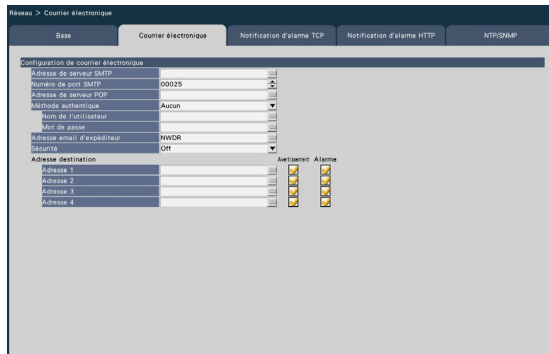 Réseau > Courrier électronique
Base Courrier électronique Notification d'alarme TCP Notification d'alarme HTTP NTP/SNMP
Configuration de courrier électronique
Adresse de serveur SMTP
Numéro de port SMTP 00025
Adresse de serveur POP
Méthode authentique Aucun
Nom de l'utilisateur
Mot de passe
Adresse email d'expéditeur NWDR
Sécurité Off
Adresse destination Avertissement Alarme
Adresse 1
Adresse 2
Adresse 3
Adresse 4